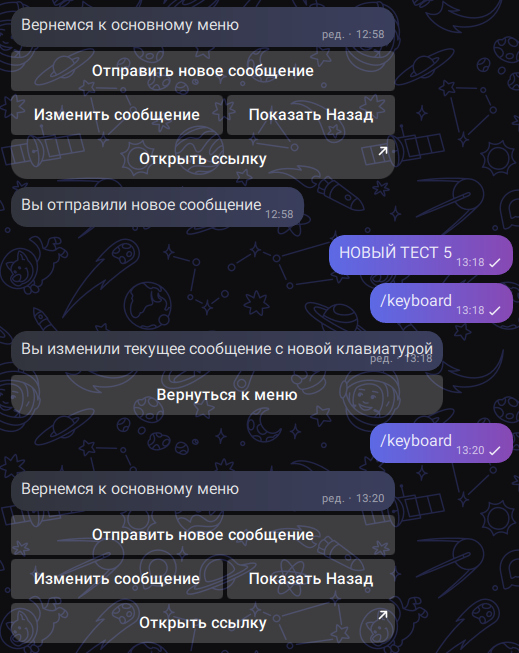 Вернемся к основному меню
ред. · 12:58
Отправить новое сообщение
Изменить сообщение Показать Назад
Открыть ссылку
Вы отправили новое сообщение 12:58
НОВЫЙ ТЕСТ 5 13:18
/keyboard 13:18
Вы изменили текущее сообщение с новой клавиатурой
ред. · 13:18
Вернуться к меню
/keyboard 13:20
Вернемся к основному меню
ред. · 13:20
Отправить новое сообщение
Изменить сообщение Показать Назад
Открыть ссылку